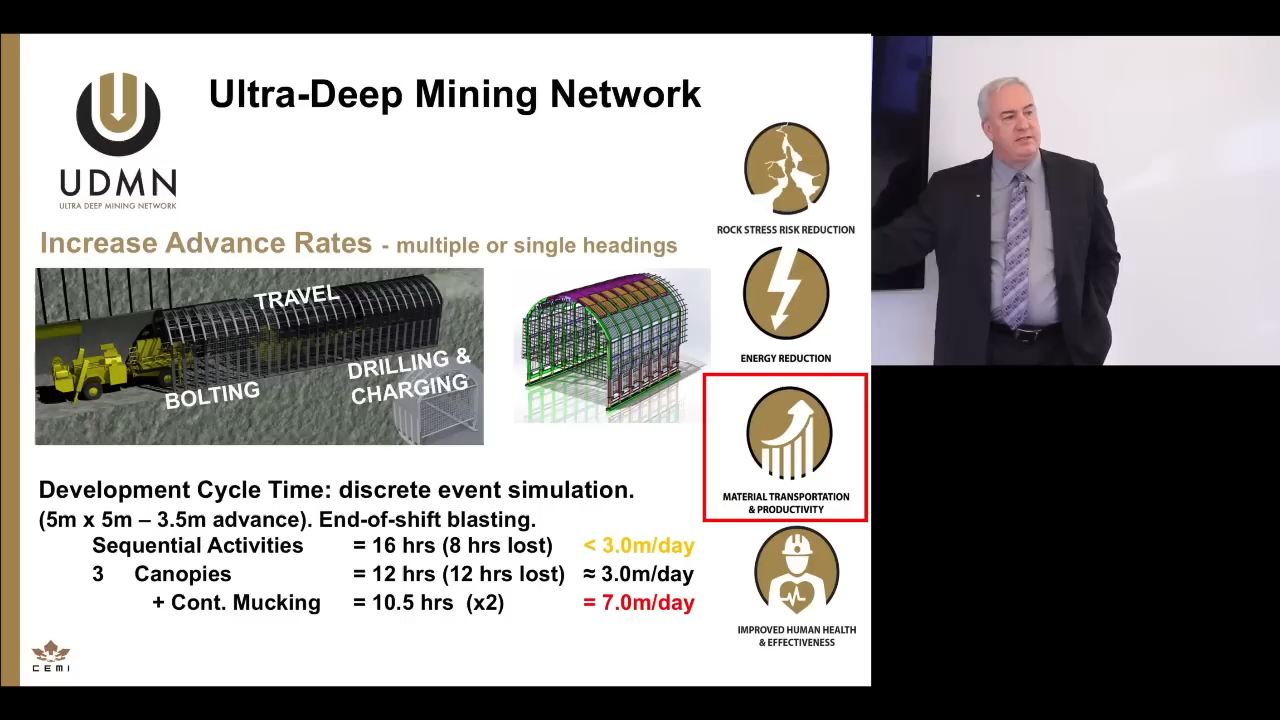 Ultra-Deep Mining Network
UDMN
ULTRA DEEP MINING NETWORK
Increase Advance Rates - multiple or single headings
TRAVEL
BOLTING
DRILLING &
CHARGING
Development Cycle Time: discrete event simulation.
(5m x 5m – 3.5m advance). End-of-shift blasting.
Sequential Activities = 16 hrs (8 hrs lost) < 3.0m/day
3 Canopies = 12 hrs (12 hrs lost) ≈ 3.0m/day
+ Cont. Mucking = 10.5 hrs (x2) = 7.0m/day
ROCK STRESS RISK REDUCTION
ENERGY REDUCTION
MATERIAL TRANSPORTATION
& PRODUCTIVITY
IMPROVED HUMAN HEALTH
& EFFECTIVENESS
CEMI